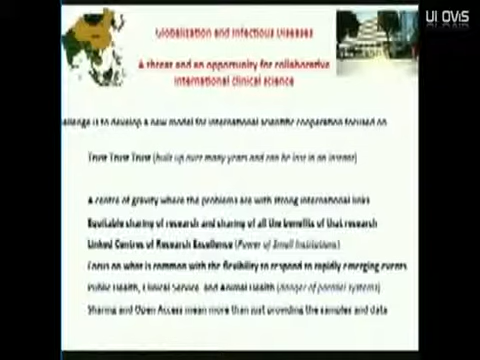 UI OVIS
Globalization and Infectious Diseases
A threat and an opportunity for collaborative
international clinical science
allenge is to develop a new model for international scientific cooperation focused on
Trust Trust Trust (built up over many years and can be lost in an instant)
A centre of gravity where the problems are with strong international links
Equitable sharing of research and sharing of all the benefits of that research
Linked Centres of Research Excellence (Power of Small Institutions)
Focus on what is common with the flexibility to respond to rapidly emerging events
Public Health, Clinical Service, and Animal Health (danger of parallel systems)
Sharing and Open Access mean more than just providing the samples and data